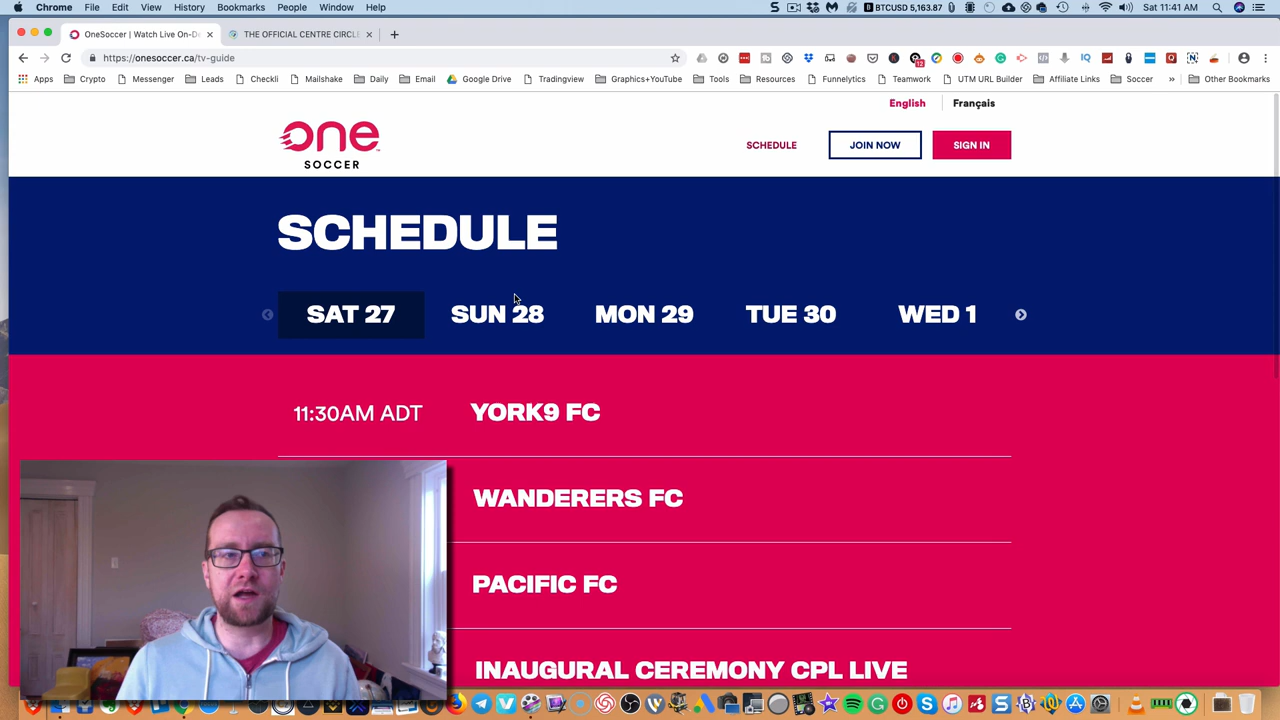 Chrome File Edit View History Bookmarks People Window Help BTCUSD 5,163.87 Sat 11:41 AM
OneSoccer | Watch Live On-De
THE OFFICIAL CENTRE CIRCLE
https://onesoccer.ca/tv-guide
12
Apps Crypto Messenger Leads Checkli Mailshake Daily Email Google Drive Tradingview Graphics+YouTube Tools Resources Funnelytics Teamwork UTM URL Builder Affiliate Links Soccer » Other Bookmarks
English Français
one
SOCCER
SCHEDULE JOIN NOW SIGN IN
SCHEDULE
SAT 27 SUN 28 MON 29 TUE 30 WED 1
11:30AM ADT YORK9 FC
WANDERERS FC
PACIFIC FC
INAUGURAL CEREMONY CPL LIVE